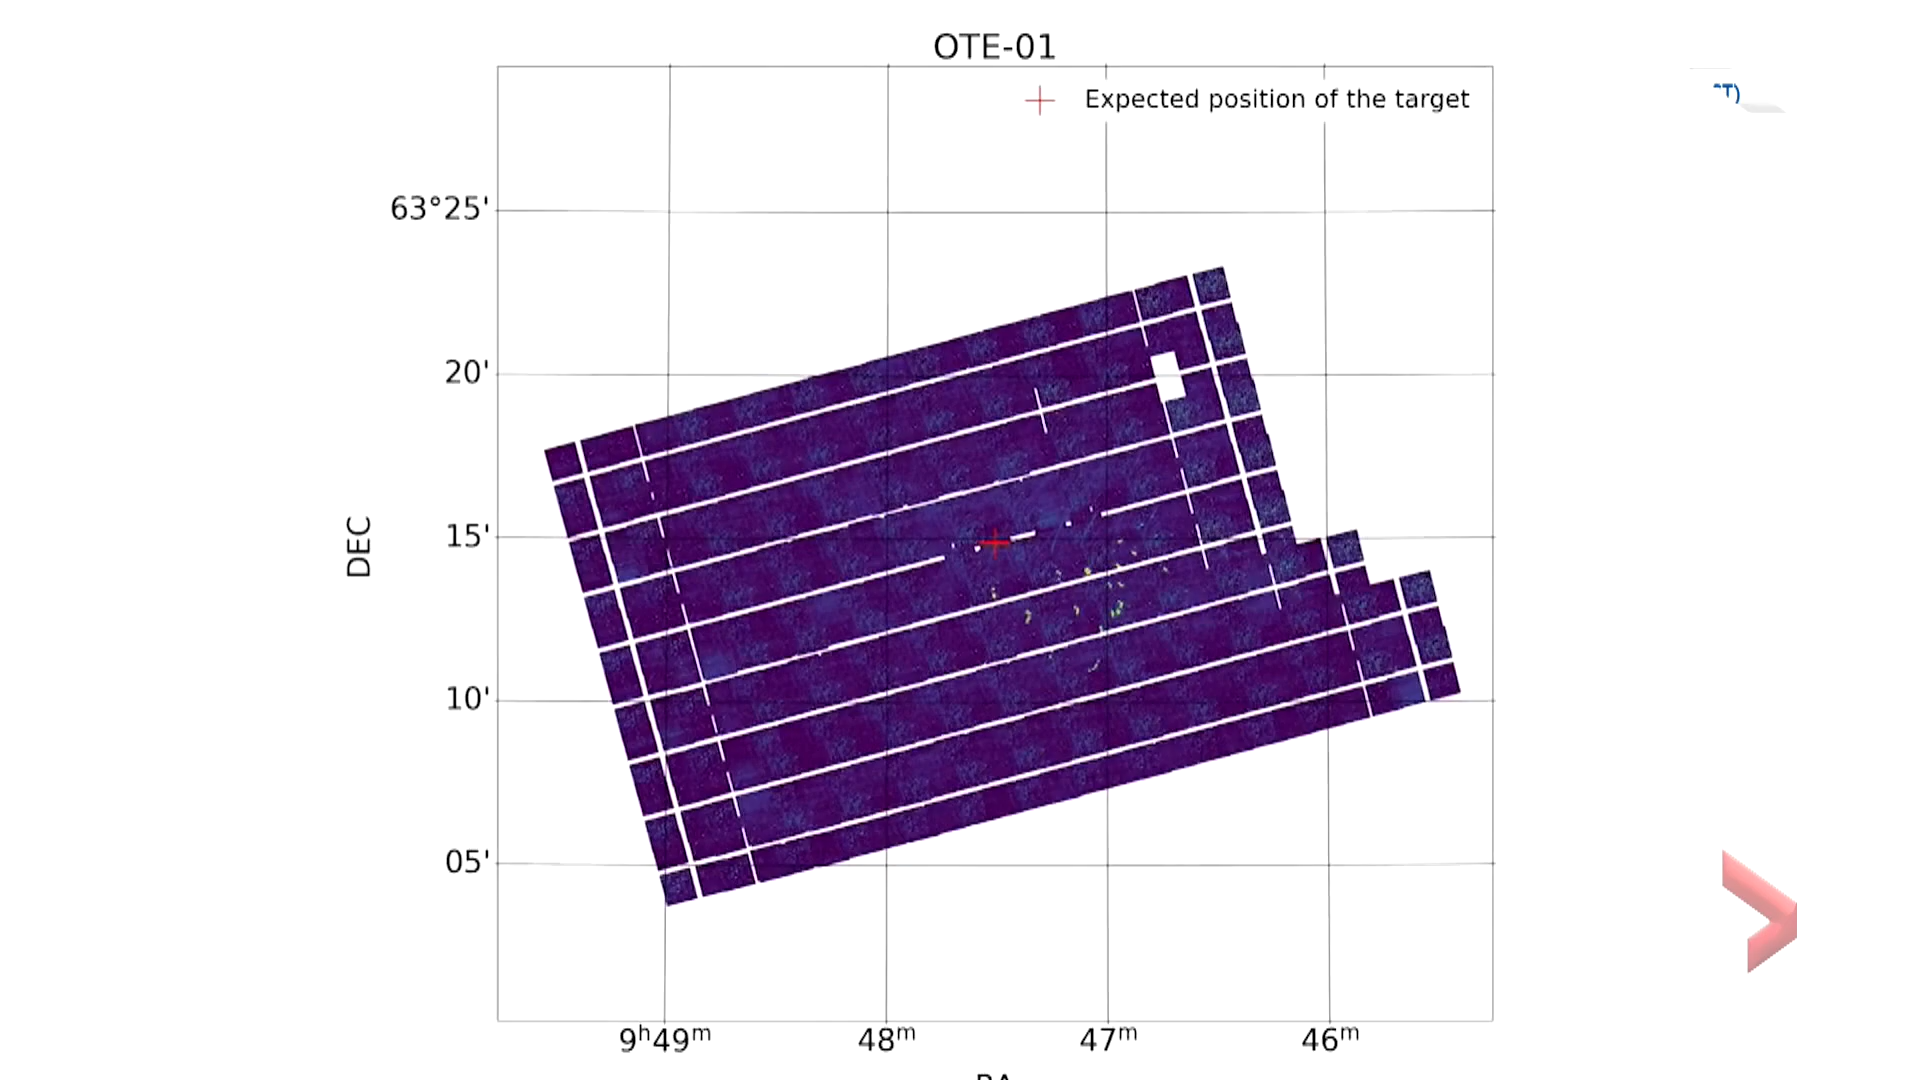 OTE-01
Expected position of the target
T)
63°25'
20'
15'
10'
05'
DEC
9ʰ49ᵐ
48ᵐ
47ᵐ
46ᵐ